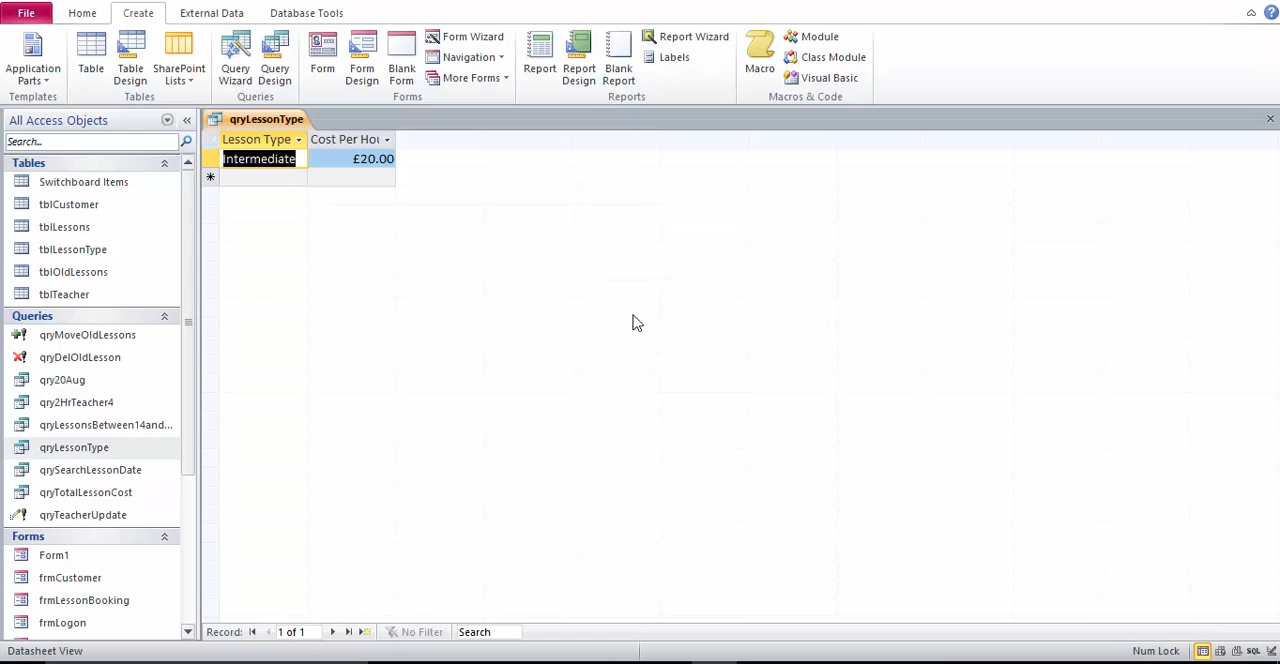 File Home Create External Data Database Tools
Application Parts
Table
Table Design
SharePoint Lists
Query Wizard
Query Design
Form
Form Design
Blank Form
Form Wizard
Navigation
More Forms
Report
Report Design
Blank Report
Report Wizard
Labels
Macro
Module
Class Module
Visual Basic
Templates Tables Queries Forms Reports Macros & Code
All Access Objects
Search...
Tables
Switchboard Items
tblCustomer
tblLessons
tblLessonType
tblOldLessons
tblTeacher
Queries
qryMoveOldLessons
qryDelOldLesson
qry20Aug
qry2HrTeacher4
qryLessonsBetween14and...
qryLessonType
qrySearchLessonDate
qryTotalLessonCost
qryTeacherUpdate
Forms
Form1
frmCustomer
frmLessonBooking
frmLogon
qryLessonType
Lesson Type Cost Per Hou
Intermediate £20.00
Record: 1 of 1 No Filter Search
Datasheet View Num Lock SQL